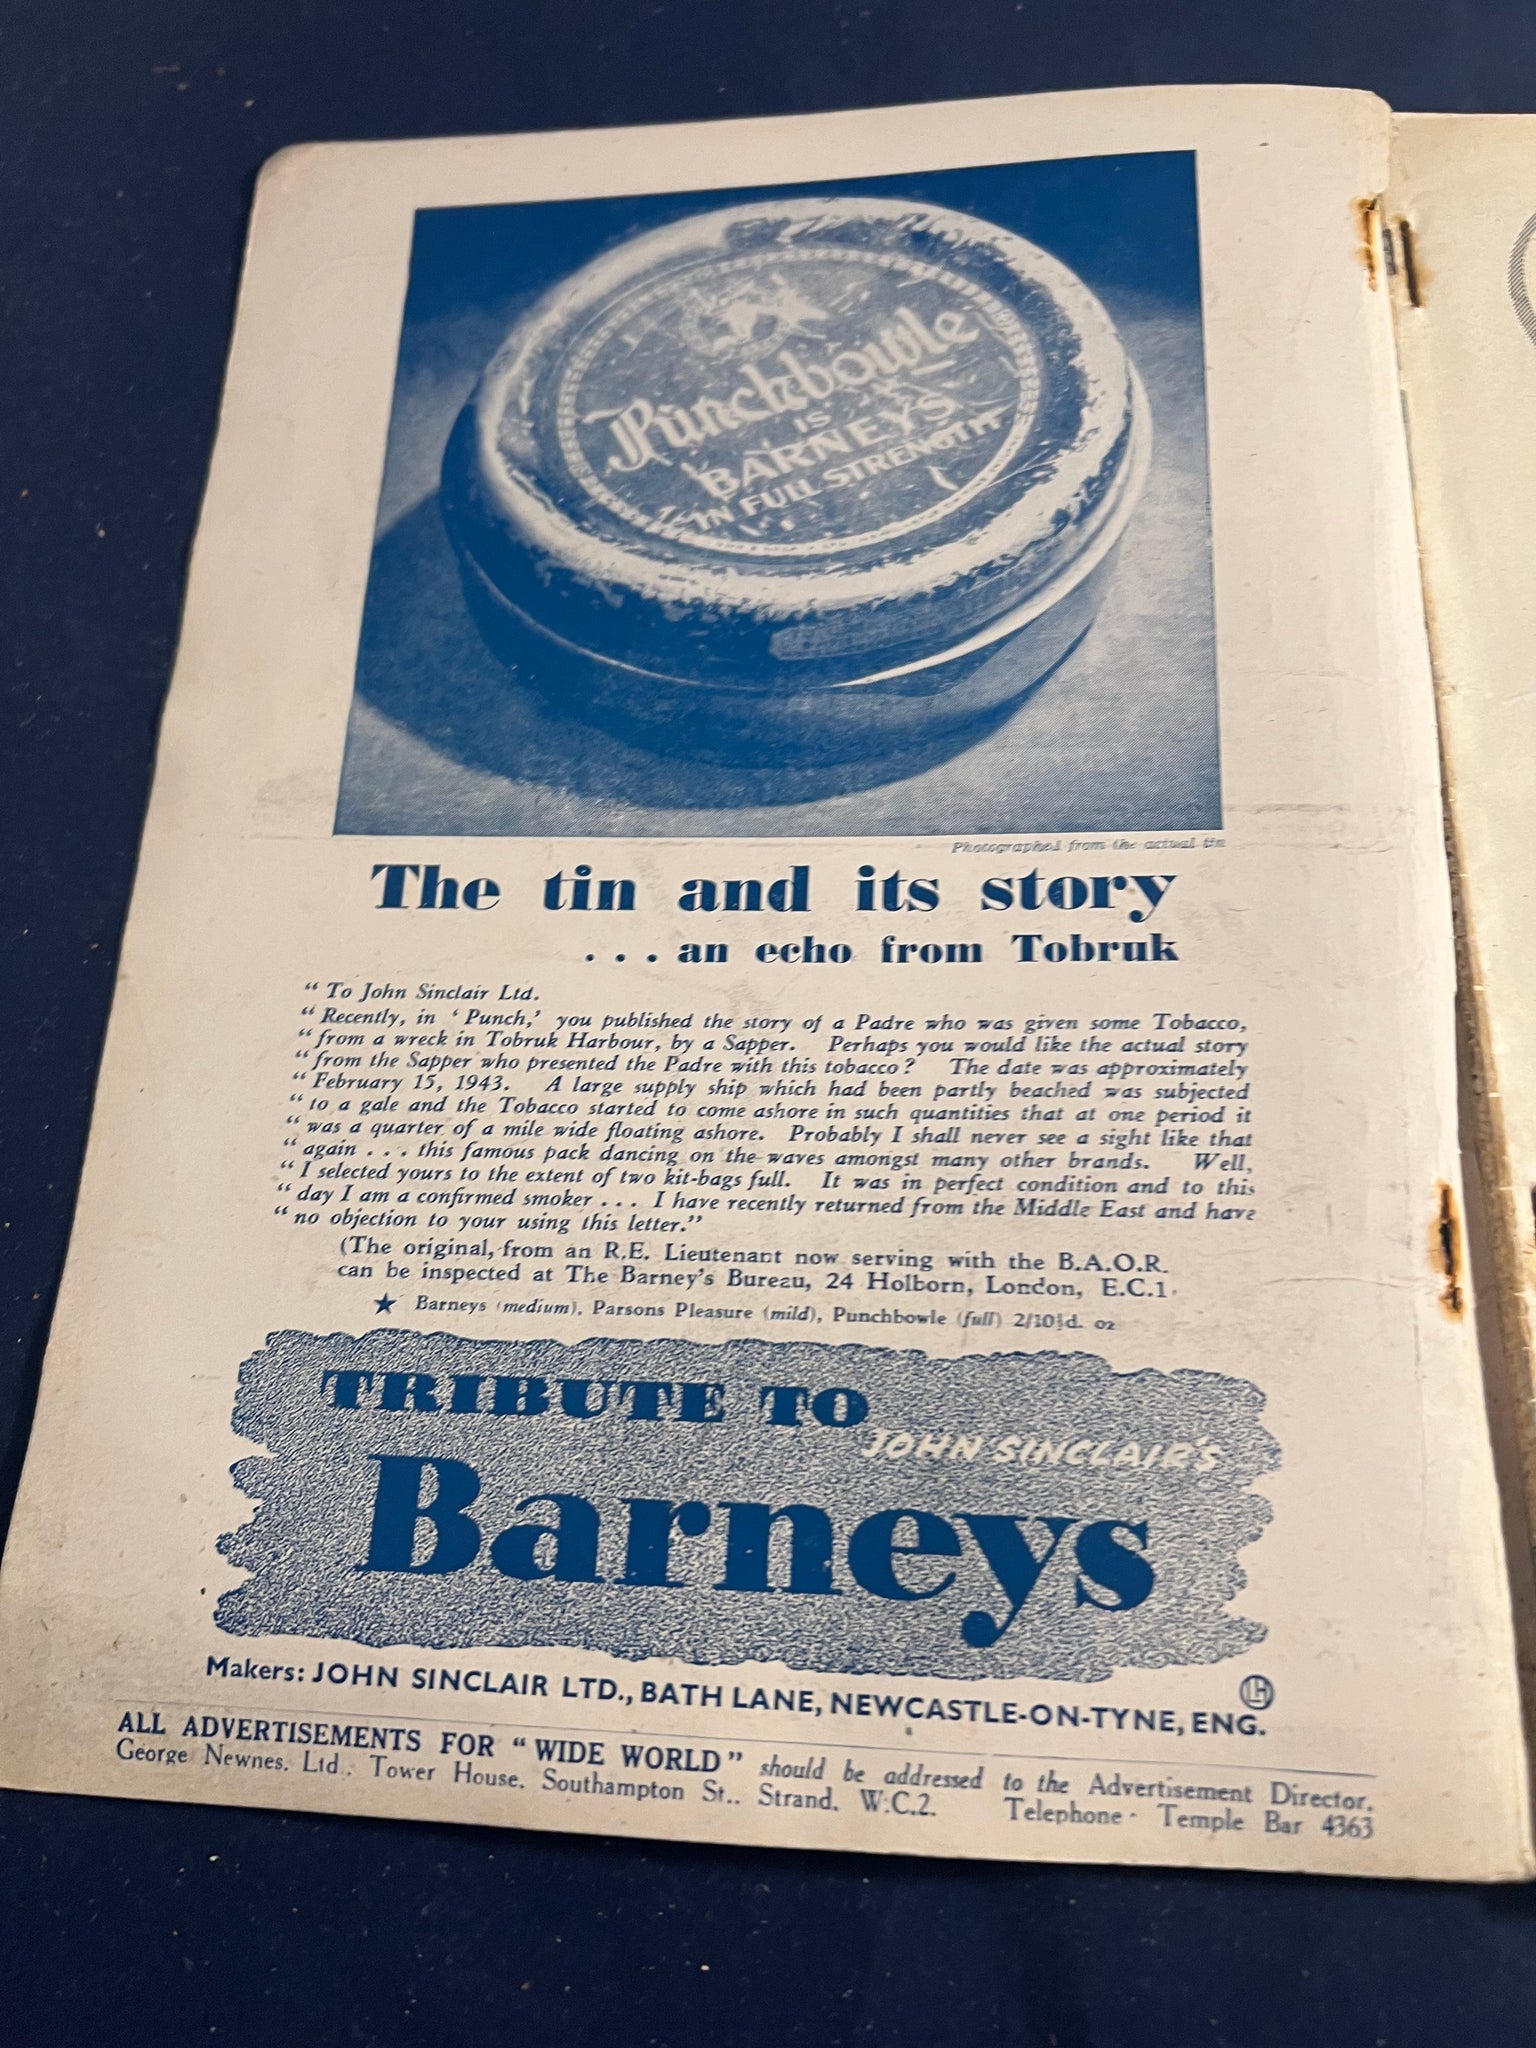 Punchbowle
IS
BARNEYS
IN FULL STRENGTH
Photographed from the actual tin
The tin and its story
. . . an echo from Tobruk
“ To John Sinclair Ltd.
“ Recently, in ‘ Punch,’ you published the story of a Padre who was given some Tobacco,
“ from a wreck in Tobruk Harbour, by a Sapper. Perhaps you would like the actual story
“ from the Sapper who presented the Padre with this tobacco ? The date was approximately
“ February 15, 1943. A large supply ship which had been partly beached was subjected
“ to a gale and the Tobacco started to come ashore in such quantities that at one period it
“ was a quarter of a mile wide floating ashore. Probably I shall never see a sight like that
“ again . . . this famous pack dancing on the waves amongst many other brands. Well,
“ I selected yours to the extent of two kit-bags full. It was in perfect condition and to this
“ day I am a confirmed smoker . . . I have recently returned from the Middle East and have
“ no objection to your using this letter.”
(The original, from an R.E. Lieutenant now serving with the B.A.O.R.
can be inspected at The Barney's Bureau, 24 Holborn, London, E.C.1.
★ Barneys (medium), Parsons Pleasure (mild), Punchbowle (full) 2/10½d. oz
TRIBUTE TO
JOHN SINCLAIR'S
Barneys
LH
Makers: JOHN SINCLAIR LTD., BATH LANE, NEWCASTLE-ON-TYNE, ENG.
ALL ADVERTISEMENTS FOR “ WIDE WORLD ” should be addressed to the Advertisement Director,
George Newnes, Ltd., Tower House, Southampton St., Strand, W.C.2. Telephone · Temple Bar 4363